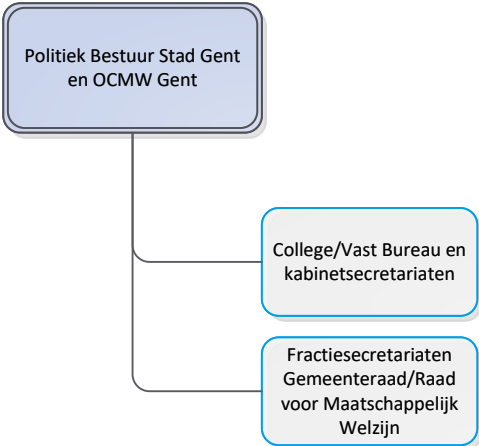 Politiek Bestuur Stad Gent
en OCMW Gent
College/Vast Bureau en
kabinetsecretariaten
Fractiesecretariaten
Gemeenteraad/Raad
voor Maatschappelijk
Welzijn